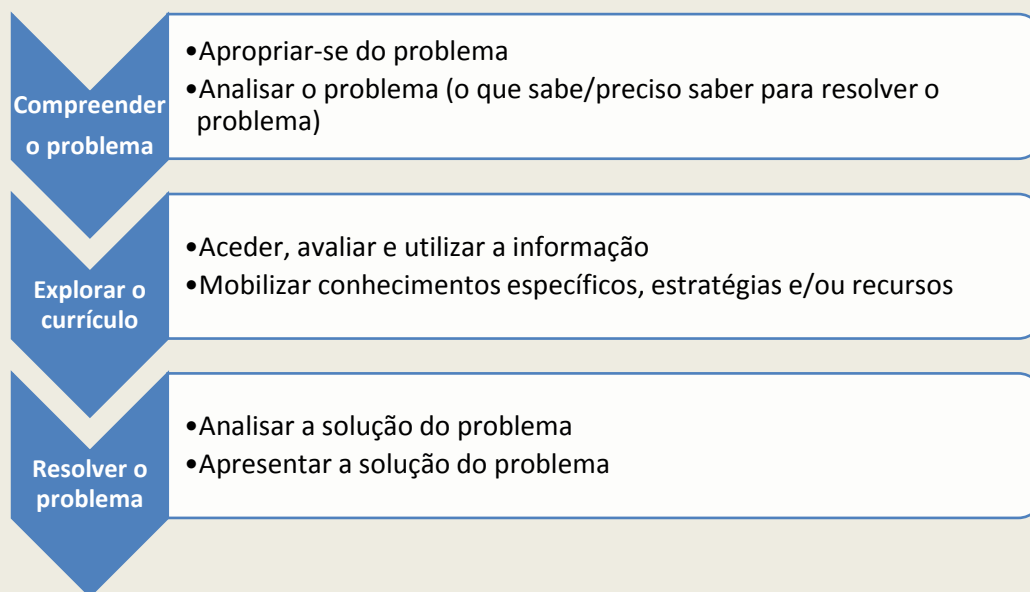 Compreender
o problema
•Apropriar-se do problema
•Analisar o problema (o que sabe/preciso saber para resolver o
problema)
Explorar o
currículo
•Aceder, avaliar e utilizar a informação
•Mobilizar conhecimentos específicos, estratégias e/ou recursos
Resolver o
problema
•Analisar a solução do problema
•Apresentar a solução do problema